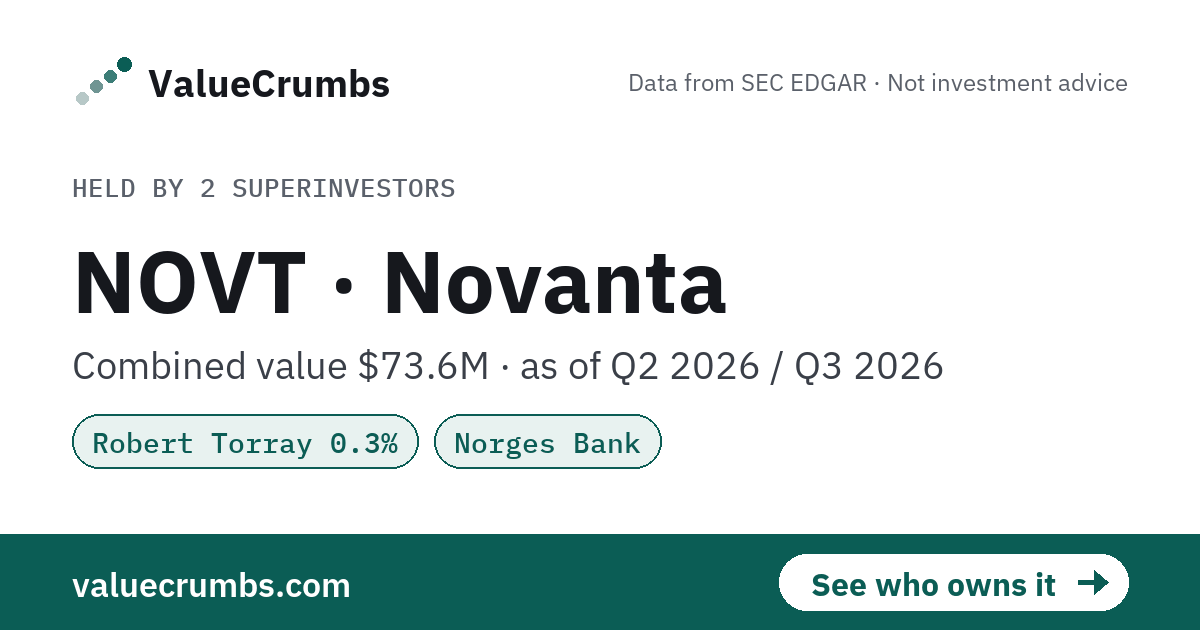 ValueCrumbs
Data from SEC EDGAR · Not investment advice
HELD BY 2 SUPERINVESTORS
NOVT · Novanta
Combined value $73.6M · as of Q2 2026 / Q3 2026
Robert Torray 0.3%
Norges Bank
valuecrumbs.com
See who owns it →